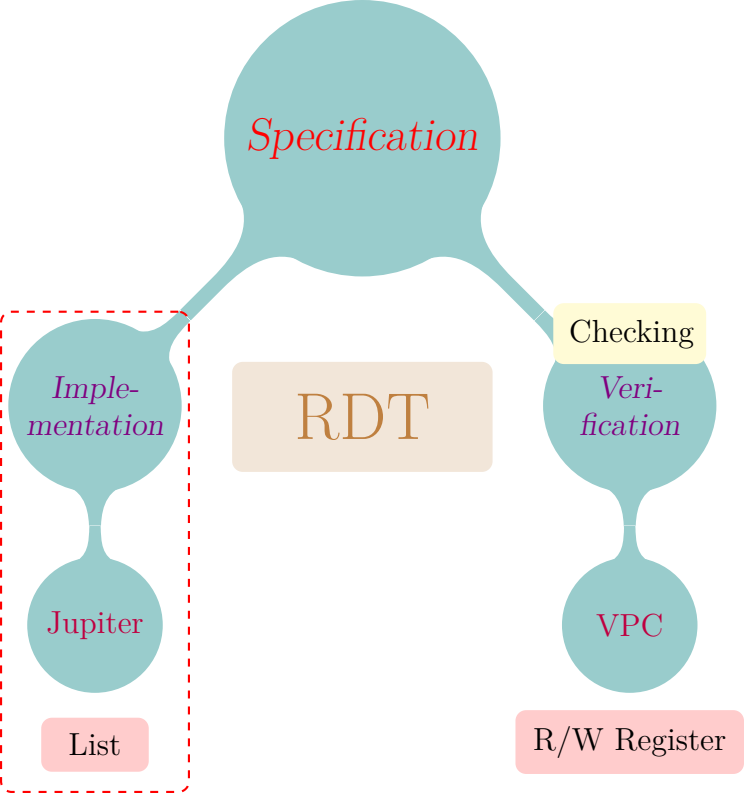 Specification
Checking
Imple-
mentation
RDT
Veri-
fication
Jupiter
VPC
List
R/W Register